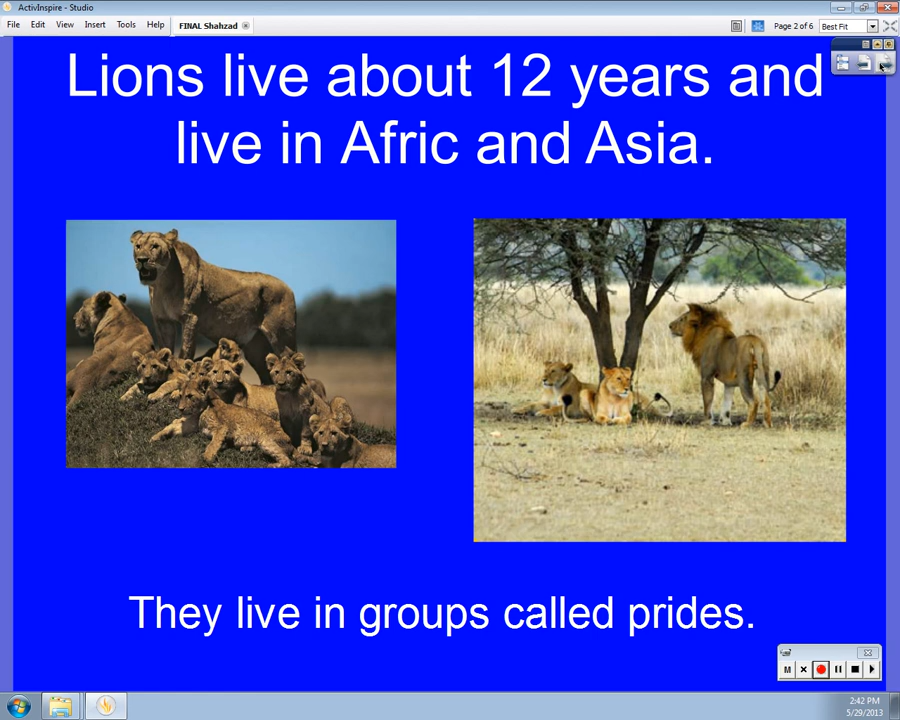 ActivInspire - Studio
File Edit View Insert Tools Help FINAL Shahzad Page 2 of 6 Best Fit
Lions live about 12 years and
live in Afric and Asia.
They live in groups called prides.
M
2:42 PM
5/29/2013